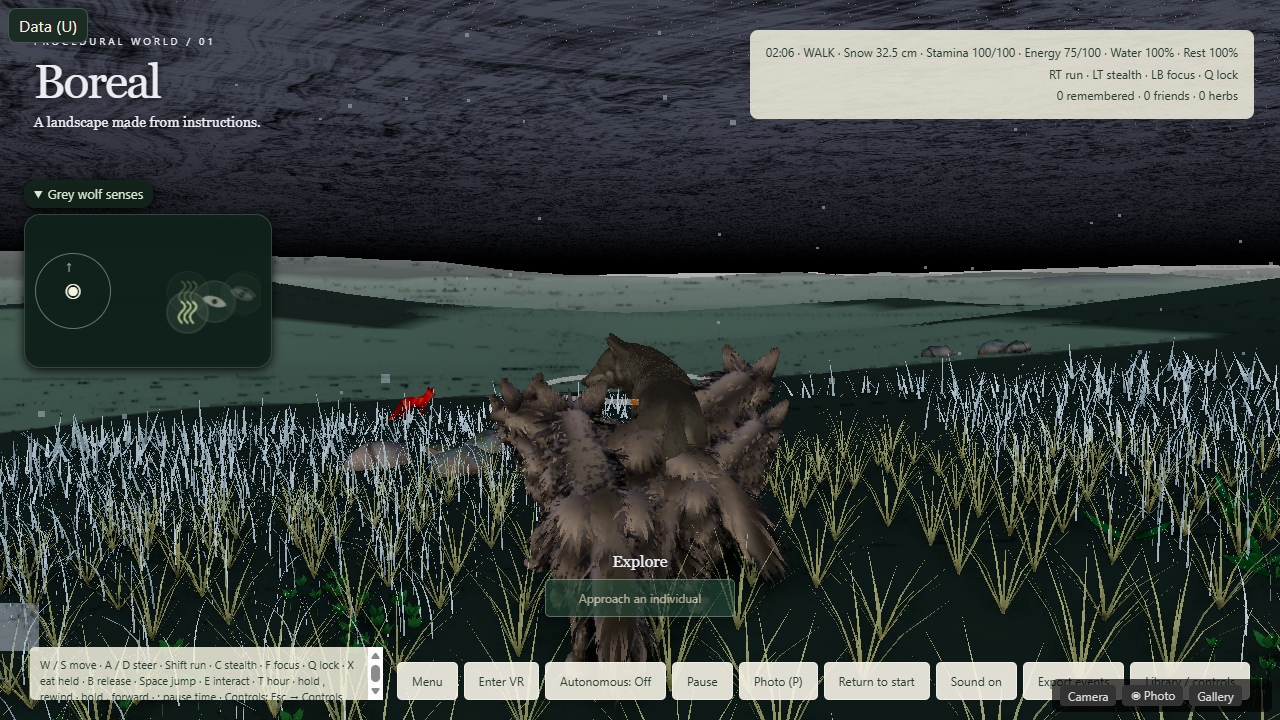 Data (U)
PROCEDURAL WORLD / 01
Boreal
A landscape made from instructions.
02:06 · WALK · Snow 32.5 cm · Stamina 100/100 · Energy 75/100 · Water 100% · Rest 100%
RT run · LT stealth · LB focus · Q lock
0 remembered · 0 friends · 0 herbs
▼ Grey wolf senses
↑
Explore
Approach an individual
W / S move · A / D steer · Shift run · C stealth · F focus · Q lock · X
eat held · B release · Space jump · E interact · T hour · hold ,
rewind · hold . forward · ; pause time · Controls: Esc → Controls
Menu
Enter VR
Autonomous: Off
Pause
Photo (P)
Return to start
Sound on
Export events
Library / controls
Camera
◉ Photo
Gallery